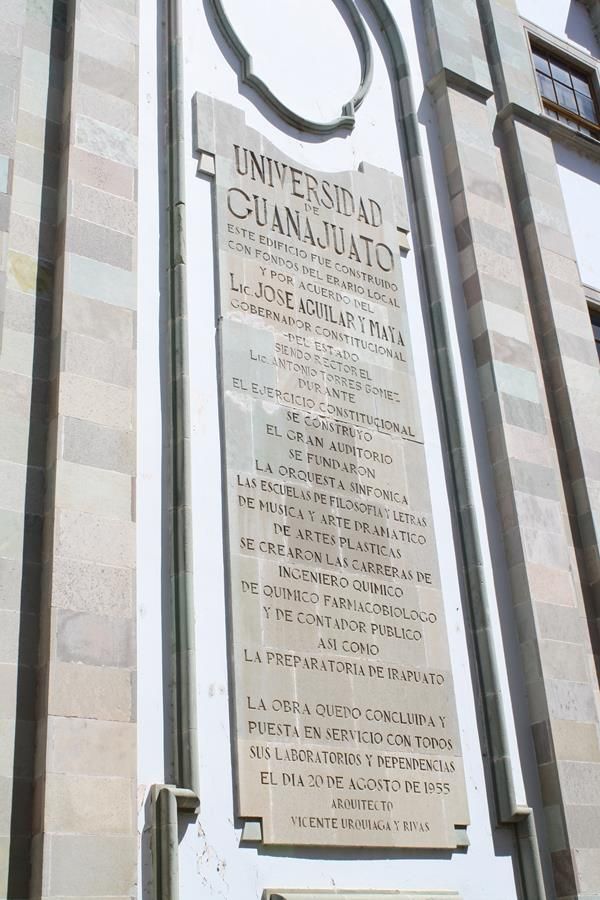 UNIVERSIDAD
DE
GUANAJUATO
ESTE EDIFICIO FUE CONSTRUIDO
CON FONDOS DEL ERARIO LOCAL
Y POR ACUERDO DEL
LIC. JOSE AGUILAR Y MAYA
GOBERNADOR CONSTITUCIONAL
DEL ESTADO
SIENDO RECTOR EL
LIC. ANTONIO TORRES GOMEZ
DURANTE
EL EJERCICIO CONSTITUCIONAL
SE CONSTRUYO
EL GRAN AUDITORIO
SE FUNDARON
LA ORQUESTA SINFONICA
LAS ESCUELAS DE FILOSOFIA Y LETRAS
DE MUSICA Y ARTE DRAMATICO
DE ARTES PLASTICAS
SE CREARON LAS CARRERAS DE
INGENIERO QUIMICO
DE QUIMICO FARMACOBIOLOGO
Y DE CONTADOR PUBLICO
ASI COMO
LA PREPARATORIA DE IRAPUATO
LA OBRA QUEDO CONCLUIDA Y
PUESTA EN SERVICIO CON TODOS
SUS LABORATORIOS Y DEPENDENCIAS
EL DIA 20 DE AGOSTO DE 1955
ARQUITECTO
VICENTE URQUIAGA Y RIVAS